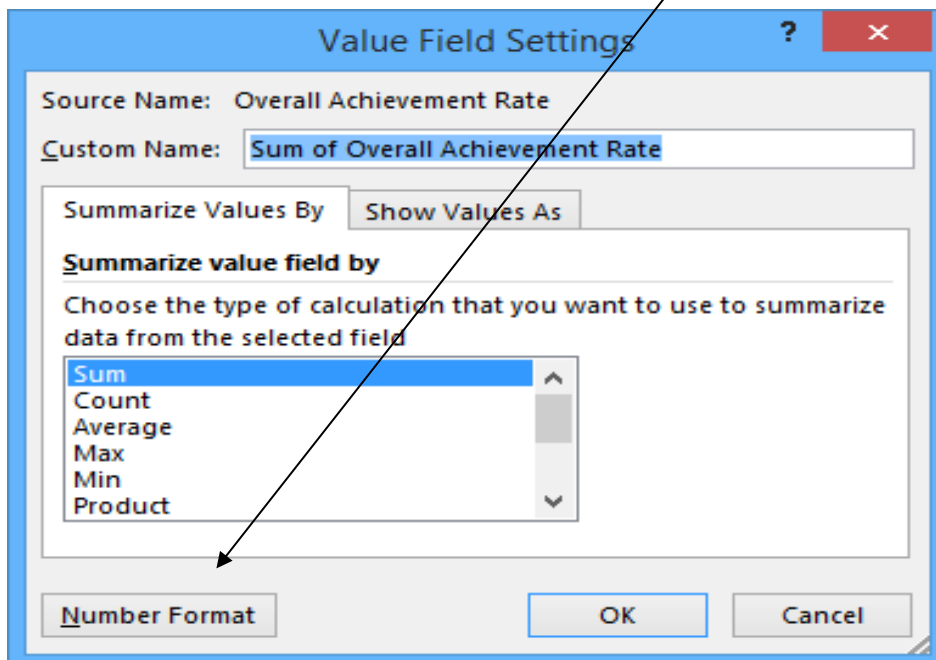 Value Field Settings ? ×
Source Name: Overall Achievement Rate
Custom Name: Sum of Overall Achievement Rate
Summarize Values By Show Values As
Summarize value field by
Choose the type of calculation that you want to use to summarize
data from the selected field
Sum
Count
Average
Max
Min
Product
Number Format OK Cancel